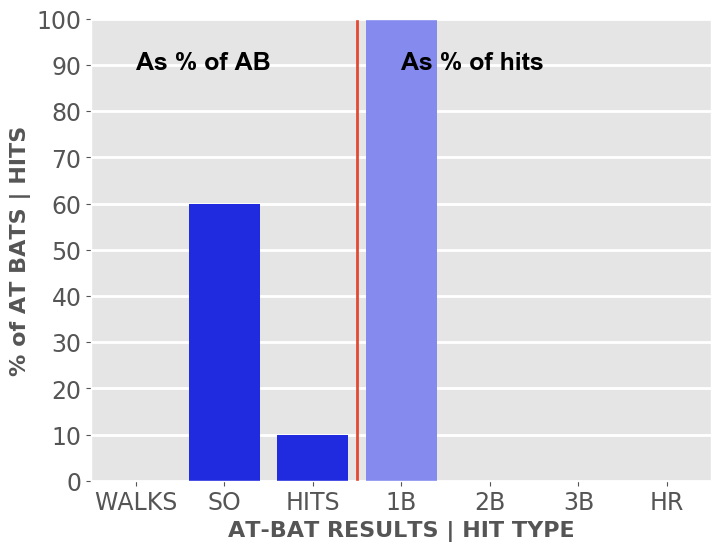 100
90
80
70
60
50
40
30
20
10
0
% of AT BATS | HITS
As % of AB
As % of hits
WALKS SO HITS 1B 2B 3B HR
AT-BAT RESULTS | HIT TYPE